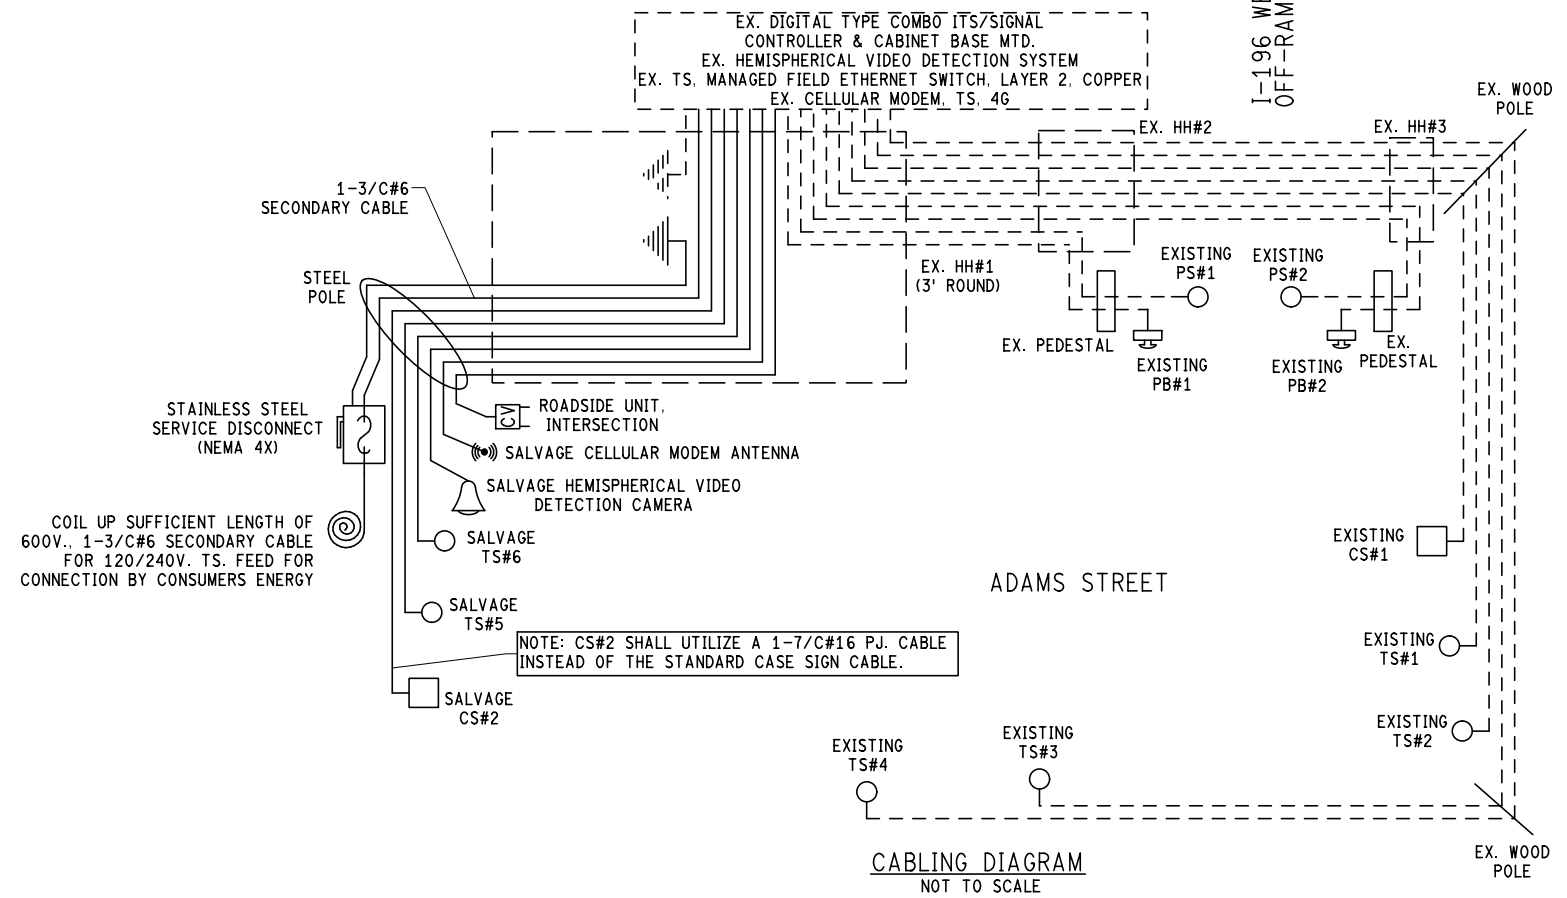 EX. DIGITAL TYPE COMBO ITS/SIGNAL
CONTROLLER & CABINET BASE MTD.
EX. HEMISPHERICAL VIDEO DETECTION SYSTEM
EX. TS, MANAGED FIELD ETHERNET SWITCH, LAYER 2, COPPER
EX. CELLULAR MODEM, TS, 4G
OFF-RAM
EX. WOOD
POLE
EX. HH#2
EX. HH#3
1-3/C#6
SECONDARY CABLE
STEEL
POLE
EX. HH#1
(3' ROUND)
EXISTING
PS#1
EXISTING
PS#2
EX. PEDESTAL
EXISTING
PB#1
EXISTING
PB#2
EX.
PEDESTAL
STAINLESS STEEL
SERVICE DISCONNECT
(NEMA 4X)
CV
ROADSIDE UNIT,
INTERSECTION
SALVAGE CELLULAR MODEM ANTENNA
SALVAGE HEMISPHERICAL VIDEO
DETECTION CAMERA
COIL UP SUFFICIENT LENGTH OF
600V., 1-3/C#6 SECONDARY CABLE
FOR 120/240V. TS. FEED FOR
CONNECTION BY CONSUMERS ENERGY
SALVAGE
TS#6
EXISTING
CS#1
ADAMS STREET
SALVAGE
TS#5
NOTE: CS#2 SHALL UTILIZE A 1-7/C#16 PJ. CABLE
INSTEAD OF THE STANDARD CASE SIGN CABLE.
EXISTING
TS#1
SALVAGE
CS#2
EXISTING
TS#2
EXISTING
TS#3
EXISTING
TS#4
CABLING DIAGRAM
NOT TO SCALE
EX. WOOD
POLE
I-196